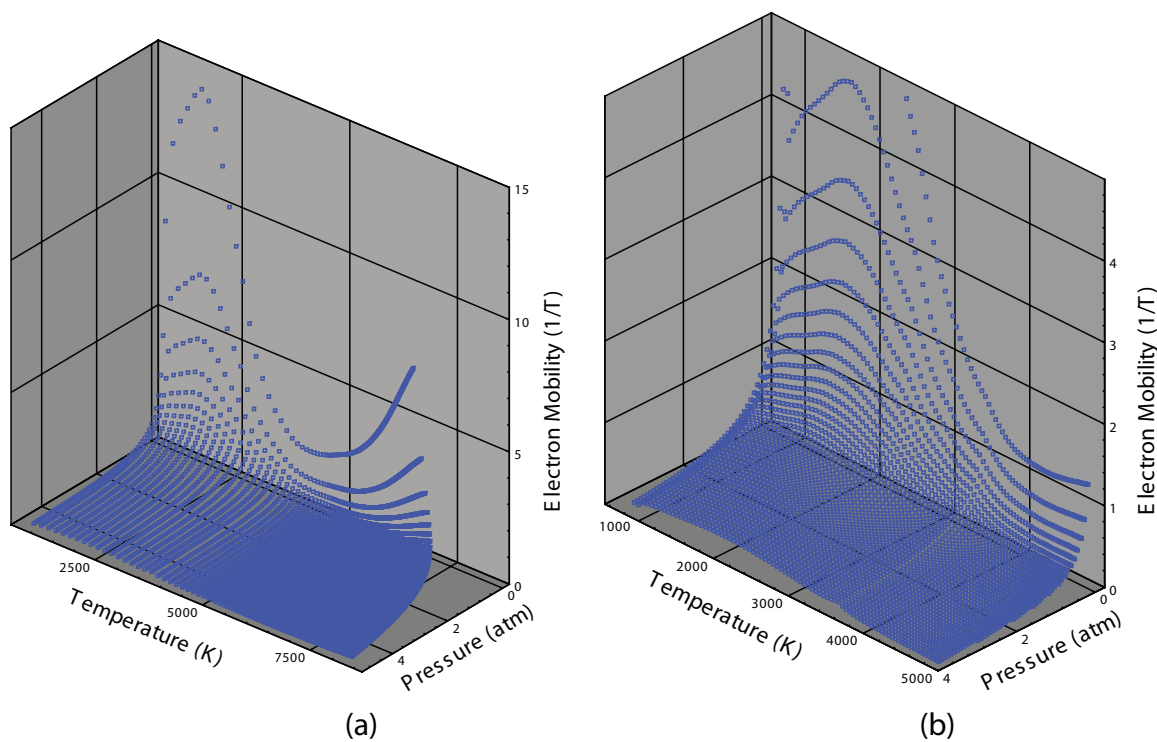 15
10
5
0
Electron Mobility (1/T)
2500
5000
7500
Temperature (K)
4
2
0
Pressure (atm)
(a)
4
3
2
1
0
Electron Mobility (1/T)
1000
2000
3000
4000
5000
Temperature (K)
4
2
0
Pressure (atm)
(b)